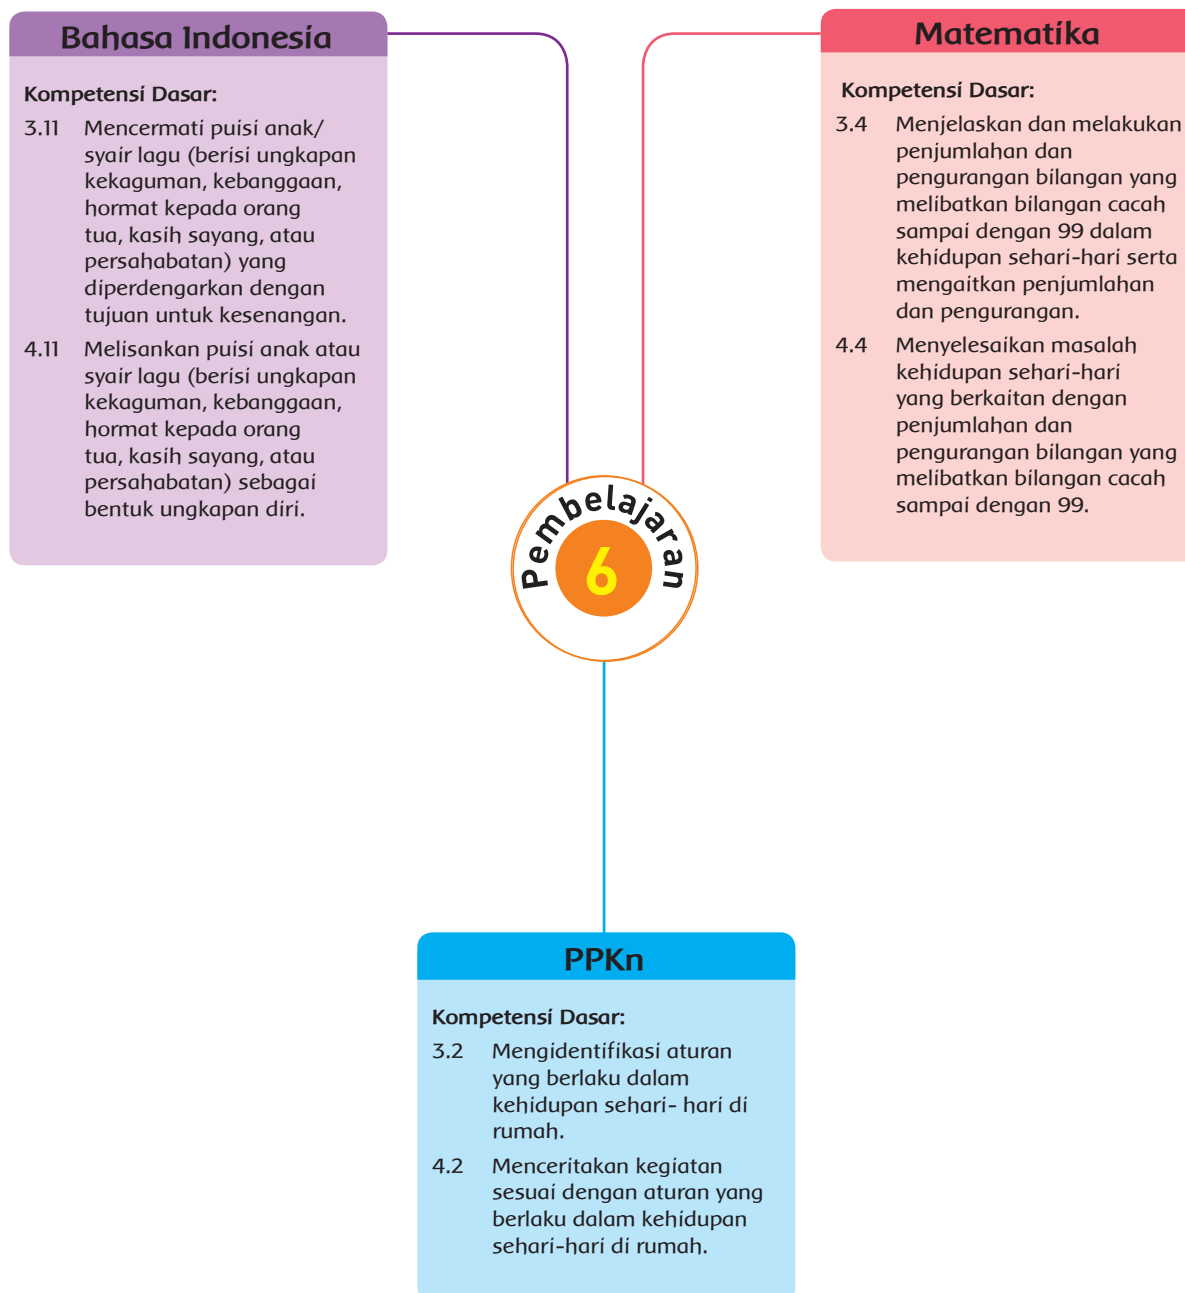 Bahasa Indonesia
Kompetensi Dasar:
3.11 Mencermati puisi anak/
syair lagu (berisi ungkapan
kekaguman, kebanggaan,
hormat kepada orang
tua, kasih sayang, atau
persahabatan) yang
diperdengarkan dengan
tujuan untuk kesenangan.
4.11 Melisankan puisi anak atau
syair lagu (berisi ungkapan
kekaguman, kebanggaan,
hormat kepada orang
tua, kasih sayang, atau
persahabatan) sebagai
bentuk ungkapan diri.
Matematika
Kompetensi Dasar:
3.4 Menjelaskan dan melakukan
penjumlahan dan
pengurangan bilangan yang
melibatkan bilangan cacah
sampai dengan 99 dalam
kehidupan sehari-hari serta
mengaitkan penjumlahan
dan pengurangan.
4.4 Menyelesaikan masalah
kehidupan sehari-hari
yang berkaitan dengan
penjumlahan dan
pengurangan bilangan yang
melibatkan bilangan cacah
sampai dengan 99.
Pembelajaran
6
PPKn
Kompetensi Dasar:
3.2 Mengidentifikasi aturan
yang berlaku dalam
kehidupan sehari- hari di
rumah.
4.2 Menceritakan kegiatan
sesuai dengan aturan yang
berlaku dalam kehidupan
sehari-hari di rumah.